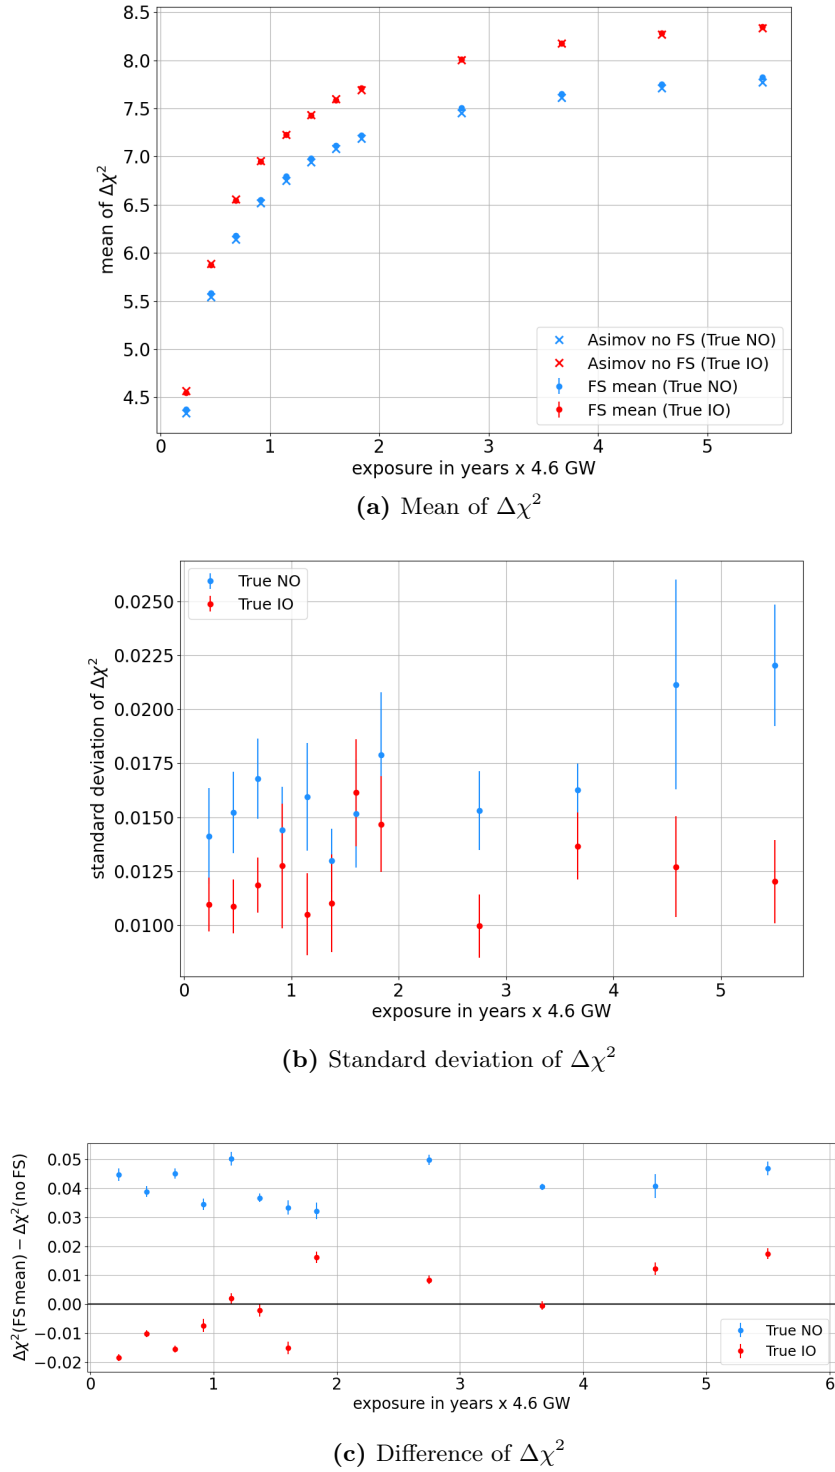 8.5
8.0
7.5
7.0
6.5
6.0
5.5
5.0
4.5
mean of Δχ²
Asimov no FS (True NO)
Asimov no FS (True IO)
FS mean (True NO)
FS mean (True IO)
0 1 2 3 4 5
exposure in years x 4.6 GW
(a) Mean of Δχ²
True NO
True IO
0.0250
0.0225
0.0200
0.0175
0.0150
0.0125
0.0100
standard deviation of Δχ²
0 1 2 3 4 5
exposure in years x 4.6 GW
(b) Standard deviation of Δχ²
0.05
0.04
0.03
0.02
0.01
0.00
−0.01
−0.02
Δχ²(FS mean) − Δχ²(no FS)
True NO
True IO
0 1 2 3 4 5 6
exposure in years x 4.6 GW
(c) Difference of Δχ²